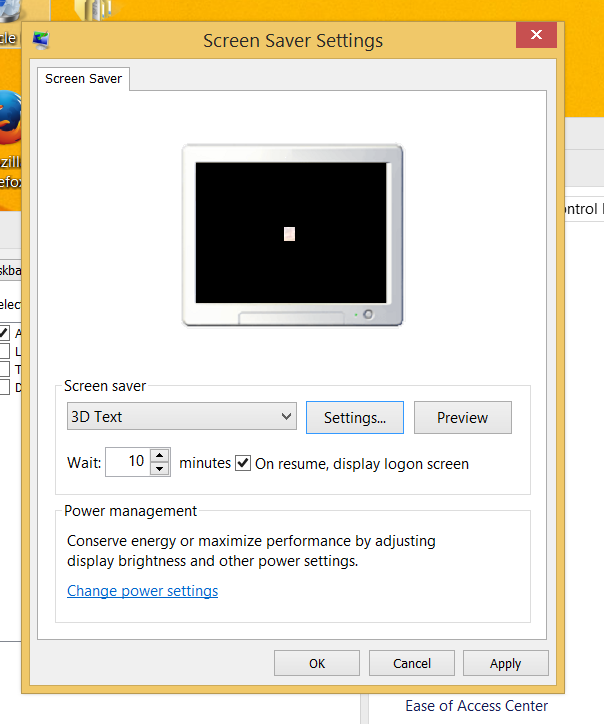 cle
Screen Saver Settings
Screen Saver
zill
efox
ontrol
skba
elec
A
L
T
D
Screen saver
3D Text
Settings...
Preview
Wait:
10
minutes
On resume, display logon screen
Power management
Conserve energy or maximize performance by adjusting
display brightness and other power settings.
Change power settings
OK
Cancel
Apply
Ease of Access Center